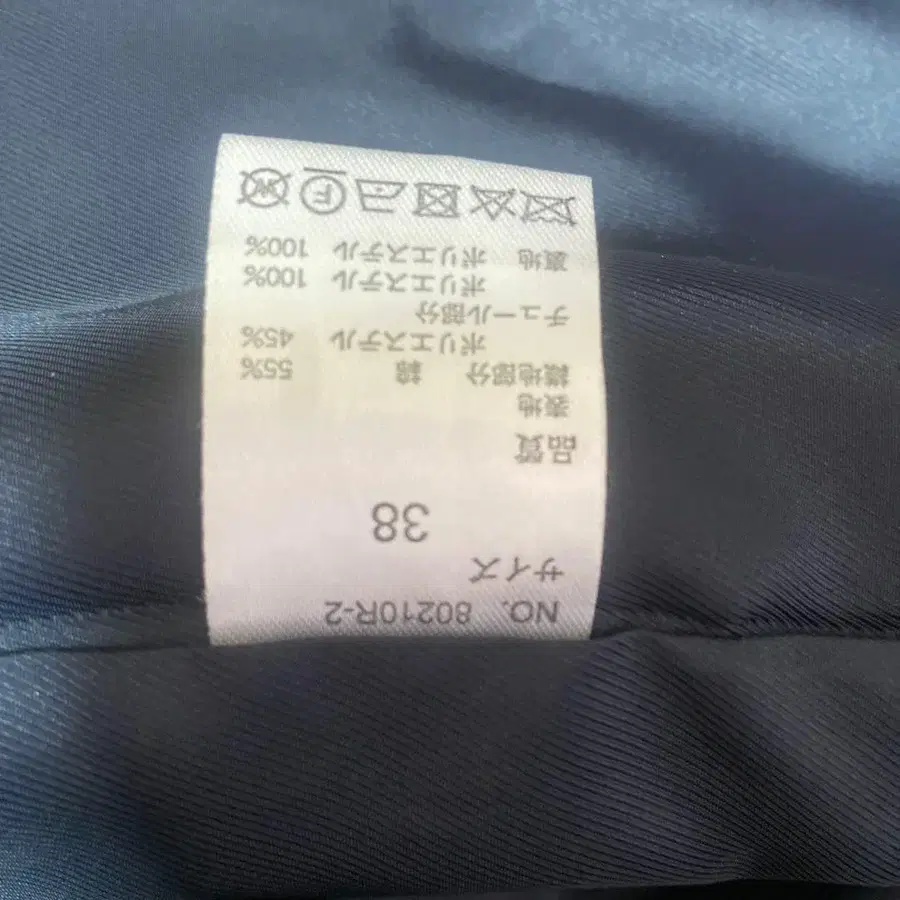 NO. 80210R-2
サイズ
38
品質
表地
織地部分 綿 55%
ポリエステル 45%
チュール部分
ポリエステル 100%
裏地 ポリエステル 100%
F
W